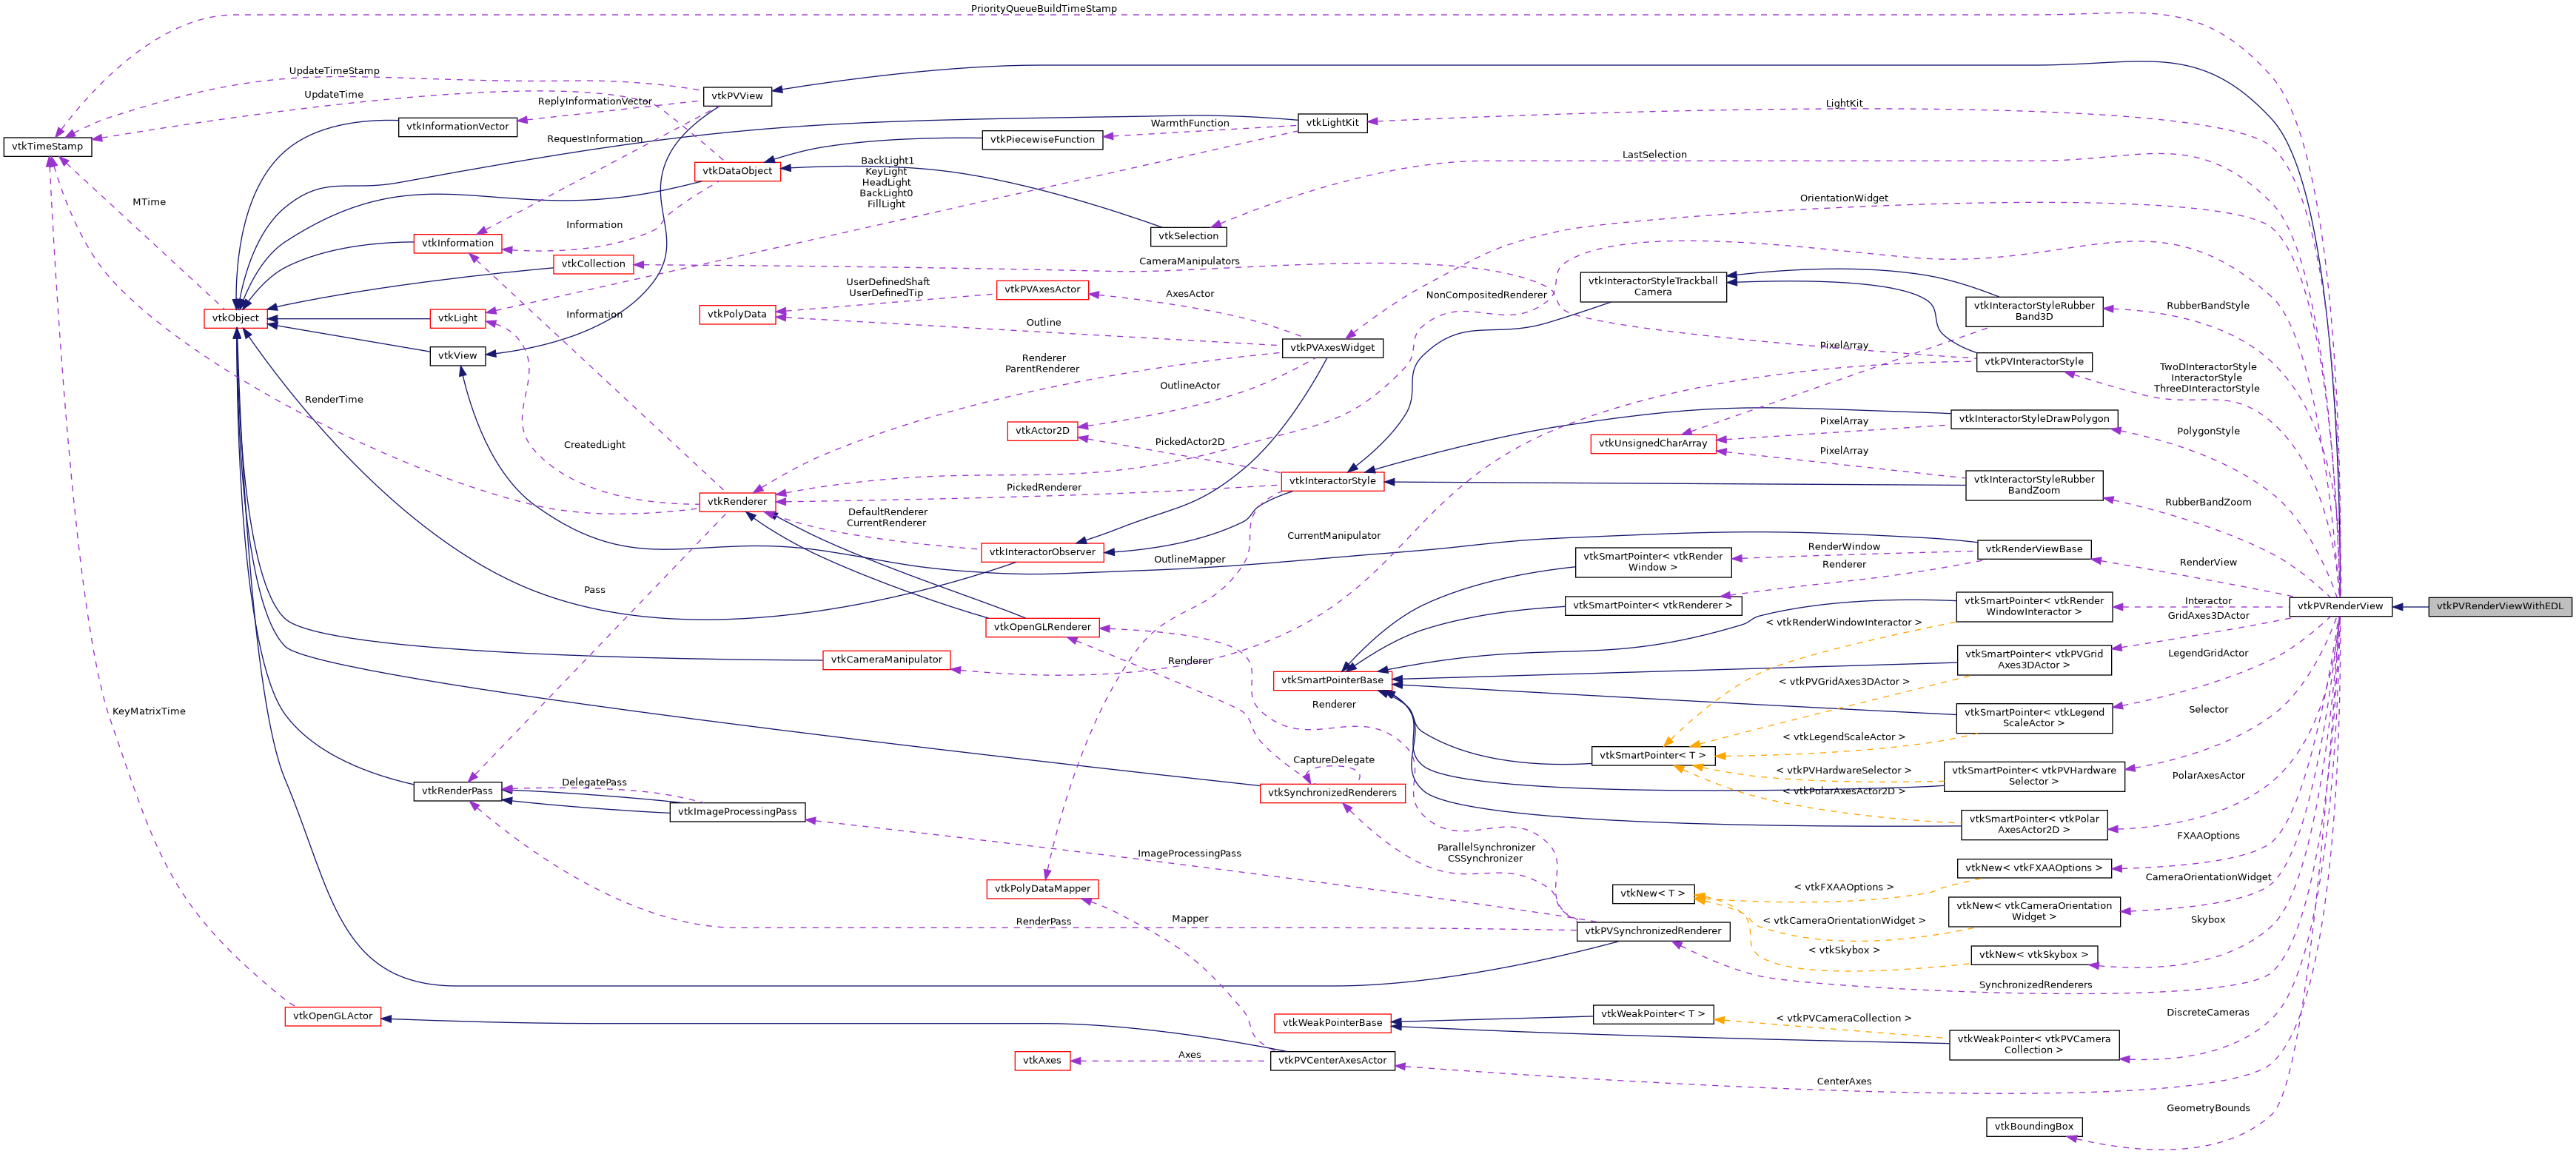 PriorityQueueBuildTimeStamp
UpdateTimeStamp
UpdateTime
vtkPVView
ReplyInformationVector
LightKit
vtkInformationVector
vtkLightKit
WarmthFunction
vtkTimeStamp
RequestInformation
vtkPiecewiseFunction
LastSelection
vtkDataObject
BackLight1
KeyLight
HeadLight
BackLight0
FillLight
MTime
OrientationWidget
Information
vtkSelection
vtkInformation
vtkCollection
CameraManipulators
UserDefinedShaft
UserDefinedTip
vtkPVAxesActor
AxesActor
NonCompositedRenderer
vtkInteractorStyleTrackball
Camera
vtkInteractorStyleRubber
Band3D
RubberBandStyle
vtkObject
vtkLight
Information
vtkPolyData
Outline
vtkPVAxesWidget
PixelArray
vtkView
Renderer
ParentRenderer
vtkPVInteractorStyle
TwoDInteractorStyle
InteractorStyle
ThreeDInteractorStyle
OutlineActor
RenderTime
vtkActor2D
PickedActor2D
vtkUnsignedCharArray
PixelArray
vtkInteractorStyleDrawPolygon
PolygonStyle
CreatedLight
PixelArray
vtkRenderer
PickedRenderer
vtkInteractorStyle
vtkInteractorStyleRubber
BandZoom
RubberBandZoom
DefaultRenderer
CurrentRenderer
CurrentManipulator
vtkInteractorObserver
OutlineMapper
vtkSmartPointer< vtkRender
Window >
RenderWindow
vtkRenderViewBase
Renderer
RenderView
Pass
vtkSmartPointer< vtkRenderer >
vtkSmartPointer< vtkRender
WindowInteractor >
Interactor
GridAxes3DActor
vtkPVRenderView
vtkPVRenderViewWithEDL
vtkOpenGLRenderer
< vtkRenderWindowInteractor >
vtkCameraManipulator
Renderer
vtkSmartPointerBase
vtkSmartPointer< vtkPVGrid
Axes3DActor >
LegendGridActor
< vtkPVGridAxes3DActor >
KeyMatrixTime
Renderer
vtkSmartPointer< vtkLegend
ScaleActor >
Selector
< vtkLegendScaleActor >
vtkSmartPointer< T >
CaptureDelegate
< vtkPVHardwareSelector >
vtkSmartPointer< vtkPVHardware
Selector >
PolarAxesActor
vtkRenderPass
DelegatePass
vtkSynchronizedRenderers
< vtkPolarAxesActor2D >
vtkImageProcessingPass
vtkSmartPointer< vtkPolar
AxesActor2D >
FXAAOptions
ImageProcessingPass
ParallelSynchronizer
CSSynchronizer
vtkNew< vtkFXAAOptions >
CameraOrientationWidget
vtkPolyDataMapper
vtkNew< T >
< vtkFXAAOptions >
vtkNew< vtkCameraOrientation
Widget >
RenderPass
Mapper
< vtkCameraOrientationWidget >
Skybox
vtkPVSynchronizedRenderer
< vtkSkybox >
vtkNew< vtkSkybox >
SynchronizedRenderers
vtkOpenGLActor
vtkWeakPointerBase
vtkWeakPointer< T >
< vtkPVCameraCollection >
DiscreteCameras
vtkWeakPointer< vtkPVCamera
Collection >
vtkAxes
Axes
vtkPVCenterAxesActor
CenterAxes
GeometryBounds
vtkBoundingBox